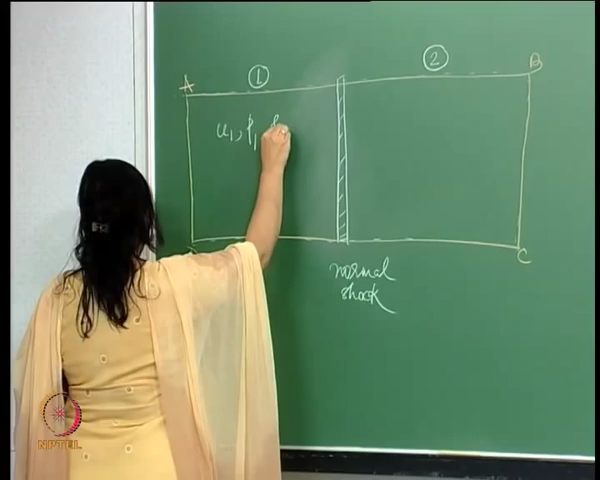 ① ②
A B
u₁, p₁
C
normal
shock
NPTEL